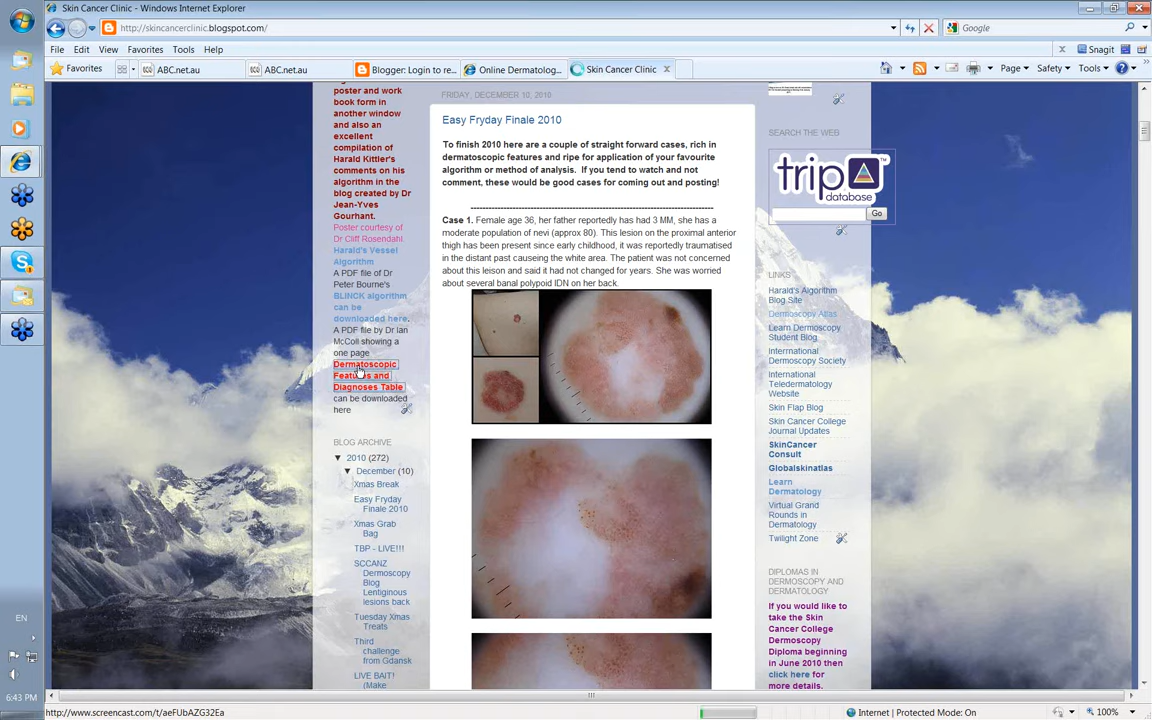 Skin Cancer Clinic - Windows Internet Explorer
http://skincancerclinic.blogspot.com/
Google
File Edit View Favorites Tools Help
Snagit
Favorites
ABC.net.au
ABC.net.au
Blogger: Login to re...
Online Dermatolog...
Skin Cancer Clinic
Page
Safety
Tools
poster and work
book form in
another window
and also an
excellent
compilation of
Harald Kittler's
comments on his
algorithm in the
blog created by Dr
Jean-Yves
Gourhant.
Poster courtesy of
Dr Cliff Rosendahl
Harald's Vessel
Algorithm
A PDF file of Dr
Peter Bourne's
BLINCK algorithm
can be
downloaded here.
A PDF file by Dr Ian
McColl showing a
one page
Dermatoscopic
Features and
Diagnoses Table
can be downloaded
here
BLOG ARCHIVE
▼ 2010 (272)
▼ December (10)
Xmas Break
Easy Fryday
Finale 2010
Xmas Grab
Bag
TBP - LIVE!!!
SCCANZ
Dermoscopy
Blog
Lentiginous
lesions back
Tuesday Xmas
Treats
Third
challenge
from Gdansk
LIVE BAIT!
(Make
FRIDAY, DECEMBER 10, 2010
Easy Fryday Finale 2010
To finish 2010 here are a couple of straight forward cases, rich in
dermatoscopic features and ripe for application of your favourite
algorithm or method of analysis. If you tend to watch and not
comment, these would be good cases for coming out and posting!
Case 1. Female age 36, her father reportedly has had 3 MM, she has a
moderate population of nevi (approx 80). This lesion on the proximal anterior
thigh has been present since early childhood, it was reportedly traumatised
in the distant past causeing the white area. The patient was not concerned
about this leison and said it had not changed for years. She was worried
about several banal polypoid IDN on her back.
SEARCH THE WEB
trip
DATABASE
Go
LINKS
Harald's Algorithm
Blog Site
Dermoscopy Atlas
Learn Dermoscopy
Student Blog
International
Dermoscopy Society
International
Teledermatology
Website
Skin Flap Blog
Skin Cancer College
Journal Updates
SkinCancer
Consult
Globalskinatlas
Learn
Dermatology
Virtual Grand
Rounds in
Dermatology
Twilight Zone
DIPLOMAS IN
DERMOSCOPY AND
DERMATOLOGY
If you would like to
take the Skin
Cancer College
Dermoscopy
Diploma beginning
in June 2010 then
click here for
more details.
EN
6:43 PM
http://www.screencast.com/t/aeFUbAZG32Ea
Internet | Protected Mode: On
100%